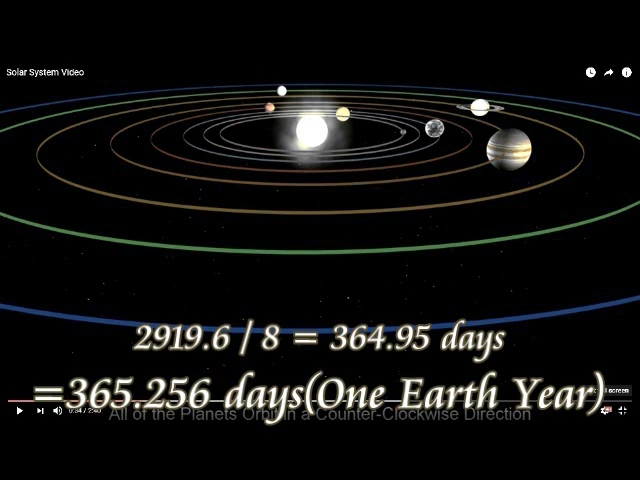 Solar System Video
2919.6 / 8 = 364.95 days
=365.256 days(One Earth Year)
All of the Planets Orbit in a Counter-Clockwise Direction